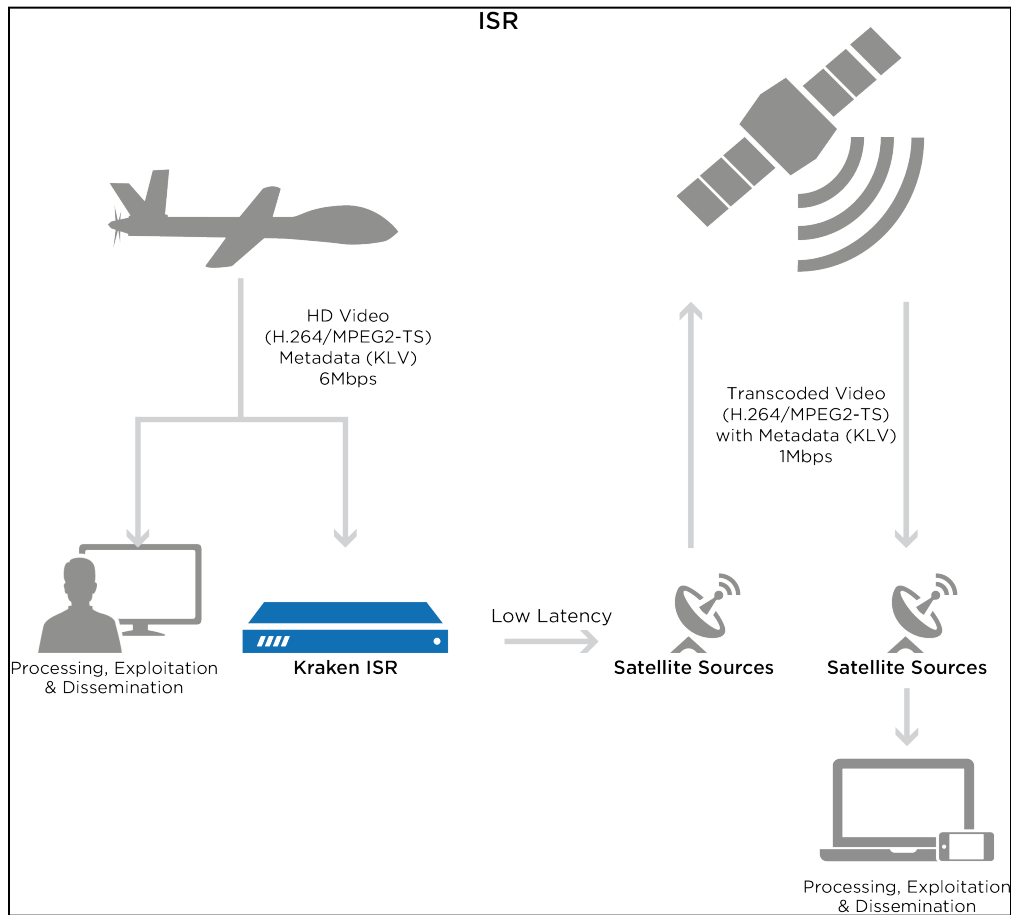 ISR
HD Video
(H.264/MPEG2-TS)
Metadata (KLV)
6Mbps
Transcoded Video
(H.264/MPEG2-TS)
with Metadata (KLV)
1Mbps
Low Latency
Processing, Exploitation
& Dissemination
Kraken ISR
Satellite Sources
Satellite Sources
Processing, Exploitation
& Dissemination